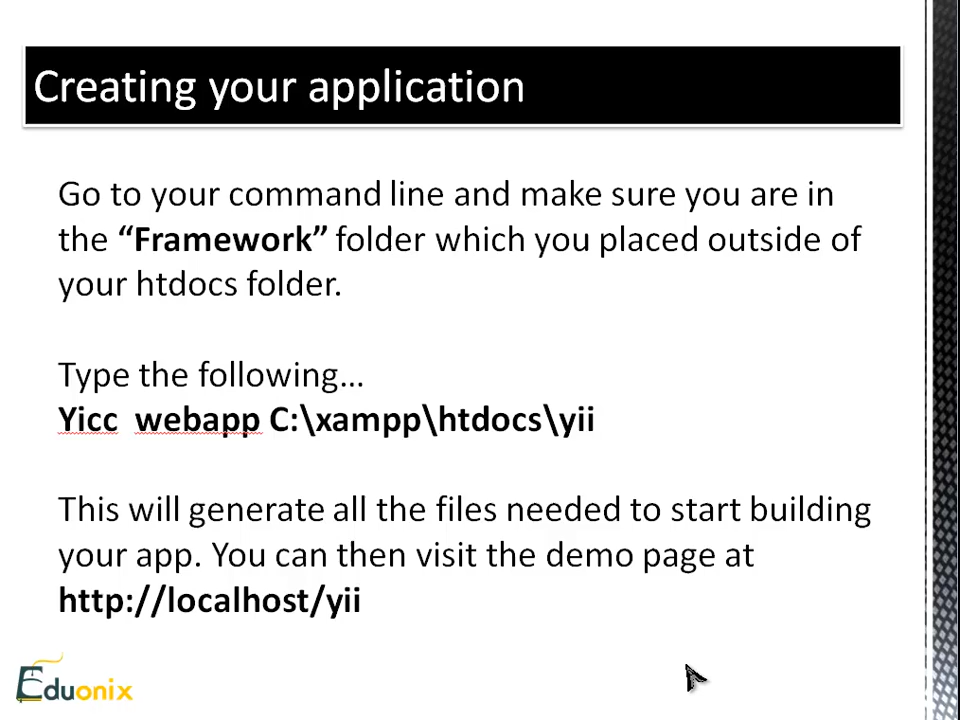 Creating your application
Go to your command line and make sure you are in
the “Framework” folder which you placed outside of
your htdocs folder.
Type the following…
Yicc webapp C:\xampp\htdocs\yii
This will generate all the files needed to start building
your app. You can then visit the demo page at
http://localhost/yii
Eduonix